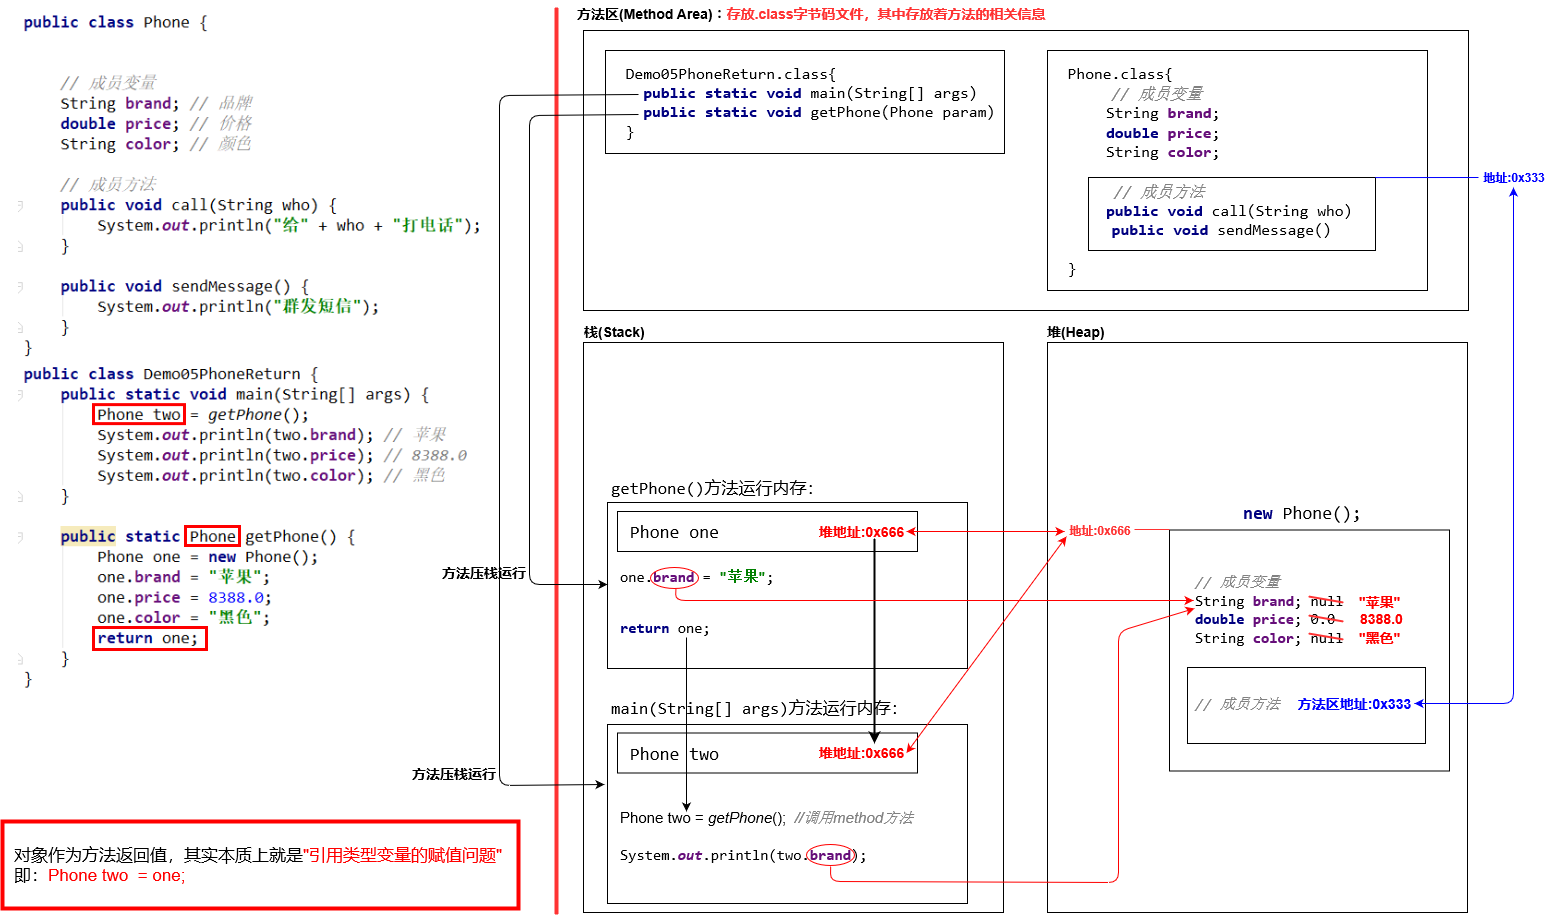 public class Phone {
// 成员变量
String brand; // 品牌
double price; // 价格
String color; // 颜色
// 成员方法
public void call(String who) {
System.out.println("给" + who + "打电话");
}
public void sendMessage() {
System.out.println("群发短信");
}
}
public class Demo05PhoneReturn {
public static void main(String[] args) {
Phone two = getPhone();
System.out.println(two.brand); // 苹果
System.out.println(two.price); // 8388.0
System.out.println(two.color); // 黑色
}
public static Phone getPhone() {
Phone one = new Phone();
one.brand = "苹果";
one.price = 8388.0;
one.color = "黑色";
return one;
}
}
对象作为方法返回值，其实本质上就是"引用类型变量的赋值问题"
即：Phone two = one;
方法区(Method Area)：存放.class字节码文件，其中存放着方法的相关信息
Demo05PhoneReturn.class{
public static void main(String[] args)
public static void getPhone(Phone param)
}
Phone.class{
// 成员变量
String brand;
double price;
String color;
// 成员方法
public void call(String who)
public void sendMessage()
}
地址:0x333
栈(Stack)
getPhone()方法运行内存:
Phone one 堆地址:0x666
one.brand = "苹果";
return one;
方法压栈运行
main(String[] args)方法运行内存:
Phone two 堆地址:0x666
方法压栈运行
Phone two = getPhone(); //调用method方法
System.out.println(two.brand);
堆(Heap)
new Phone();
地址:0x666
// 成员变量
String brand; null "苹果"
double price; 0.0 8388.0
String color; null "黑色"
// 成员方法 方法区地址:0x333